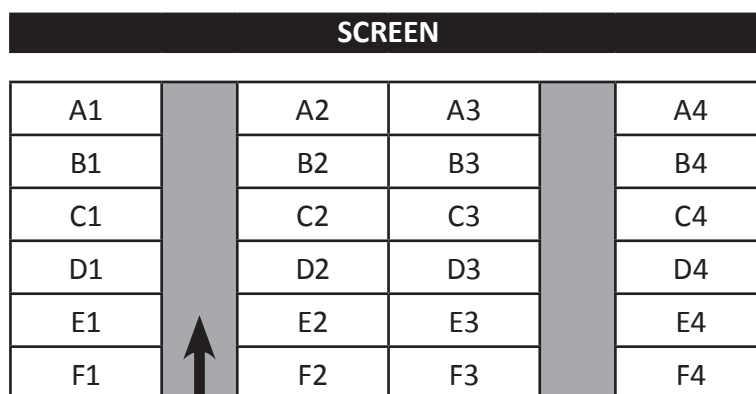 SCREEN
A1 A2 A3 A4
B1 B2 B3 B4
C1 C2 C3 C4
D1 D2 D3 D4
E1 E2 E3 E4
F1 F2 F3 F4